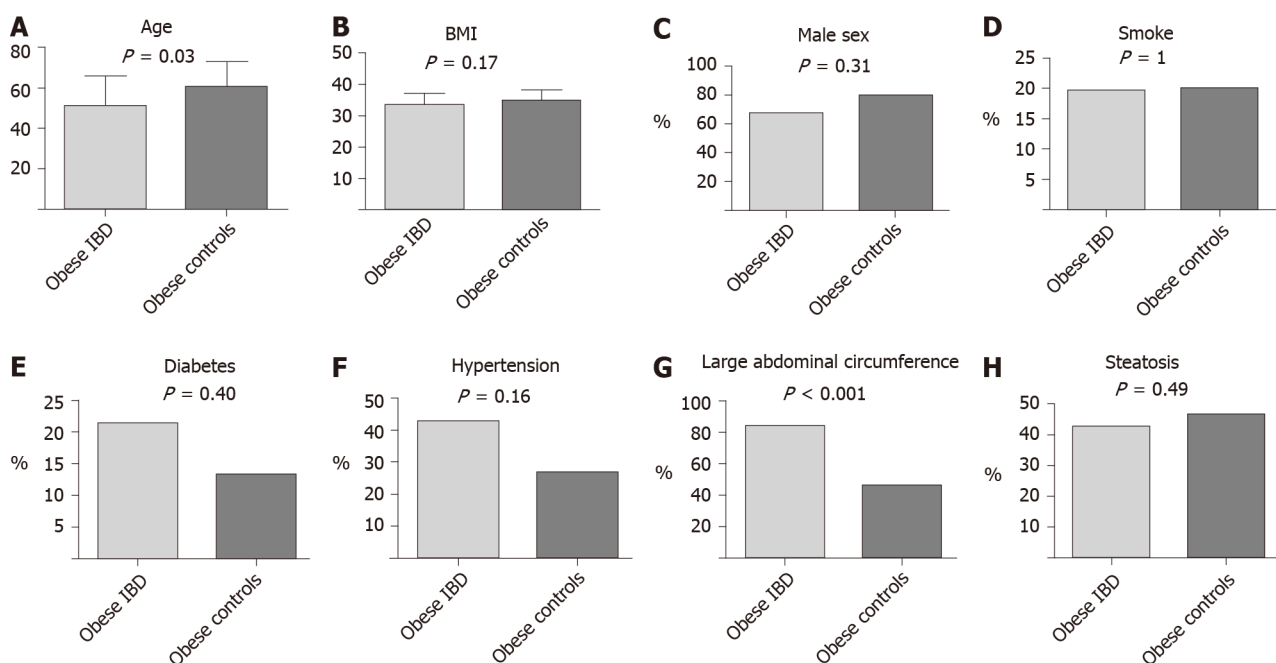 A
Age
P = 0.03
80
60
40
20
Obese IBD
Obese controls
B
BMI
P = 0.17
50
40
30
20
10
Obese IBD
Obese controls
C
Male sex
P = 0.31
%
100
80
60
40
20
Obese IBD
Obese controls
D
Smoke
P = 1
%
25
20
15
10
5
Obese IBD
Obese controls
E
Diabetes
P = 0.40
%
25
20
15
10
5
Obese IBD
Obese controls
F
Hypertension
P = 0.16
%
50
40
30
20
10
Obese IBD
Obese controls
G
Large abdominal circumference
P < 0.001
%
100
80
60
40
20
Obese IBD
Obese controls
H
Steatosis
P = 0.49
%
50
40
30
20
10
Obese IBD
Obese controls